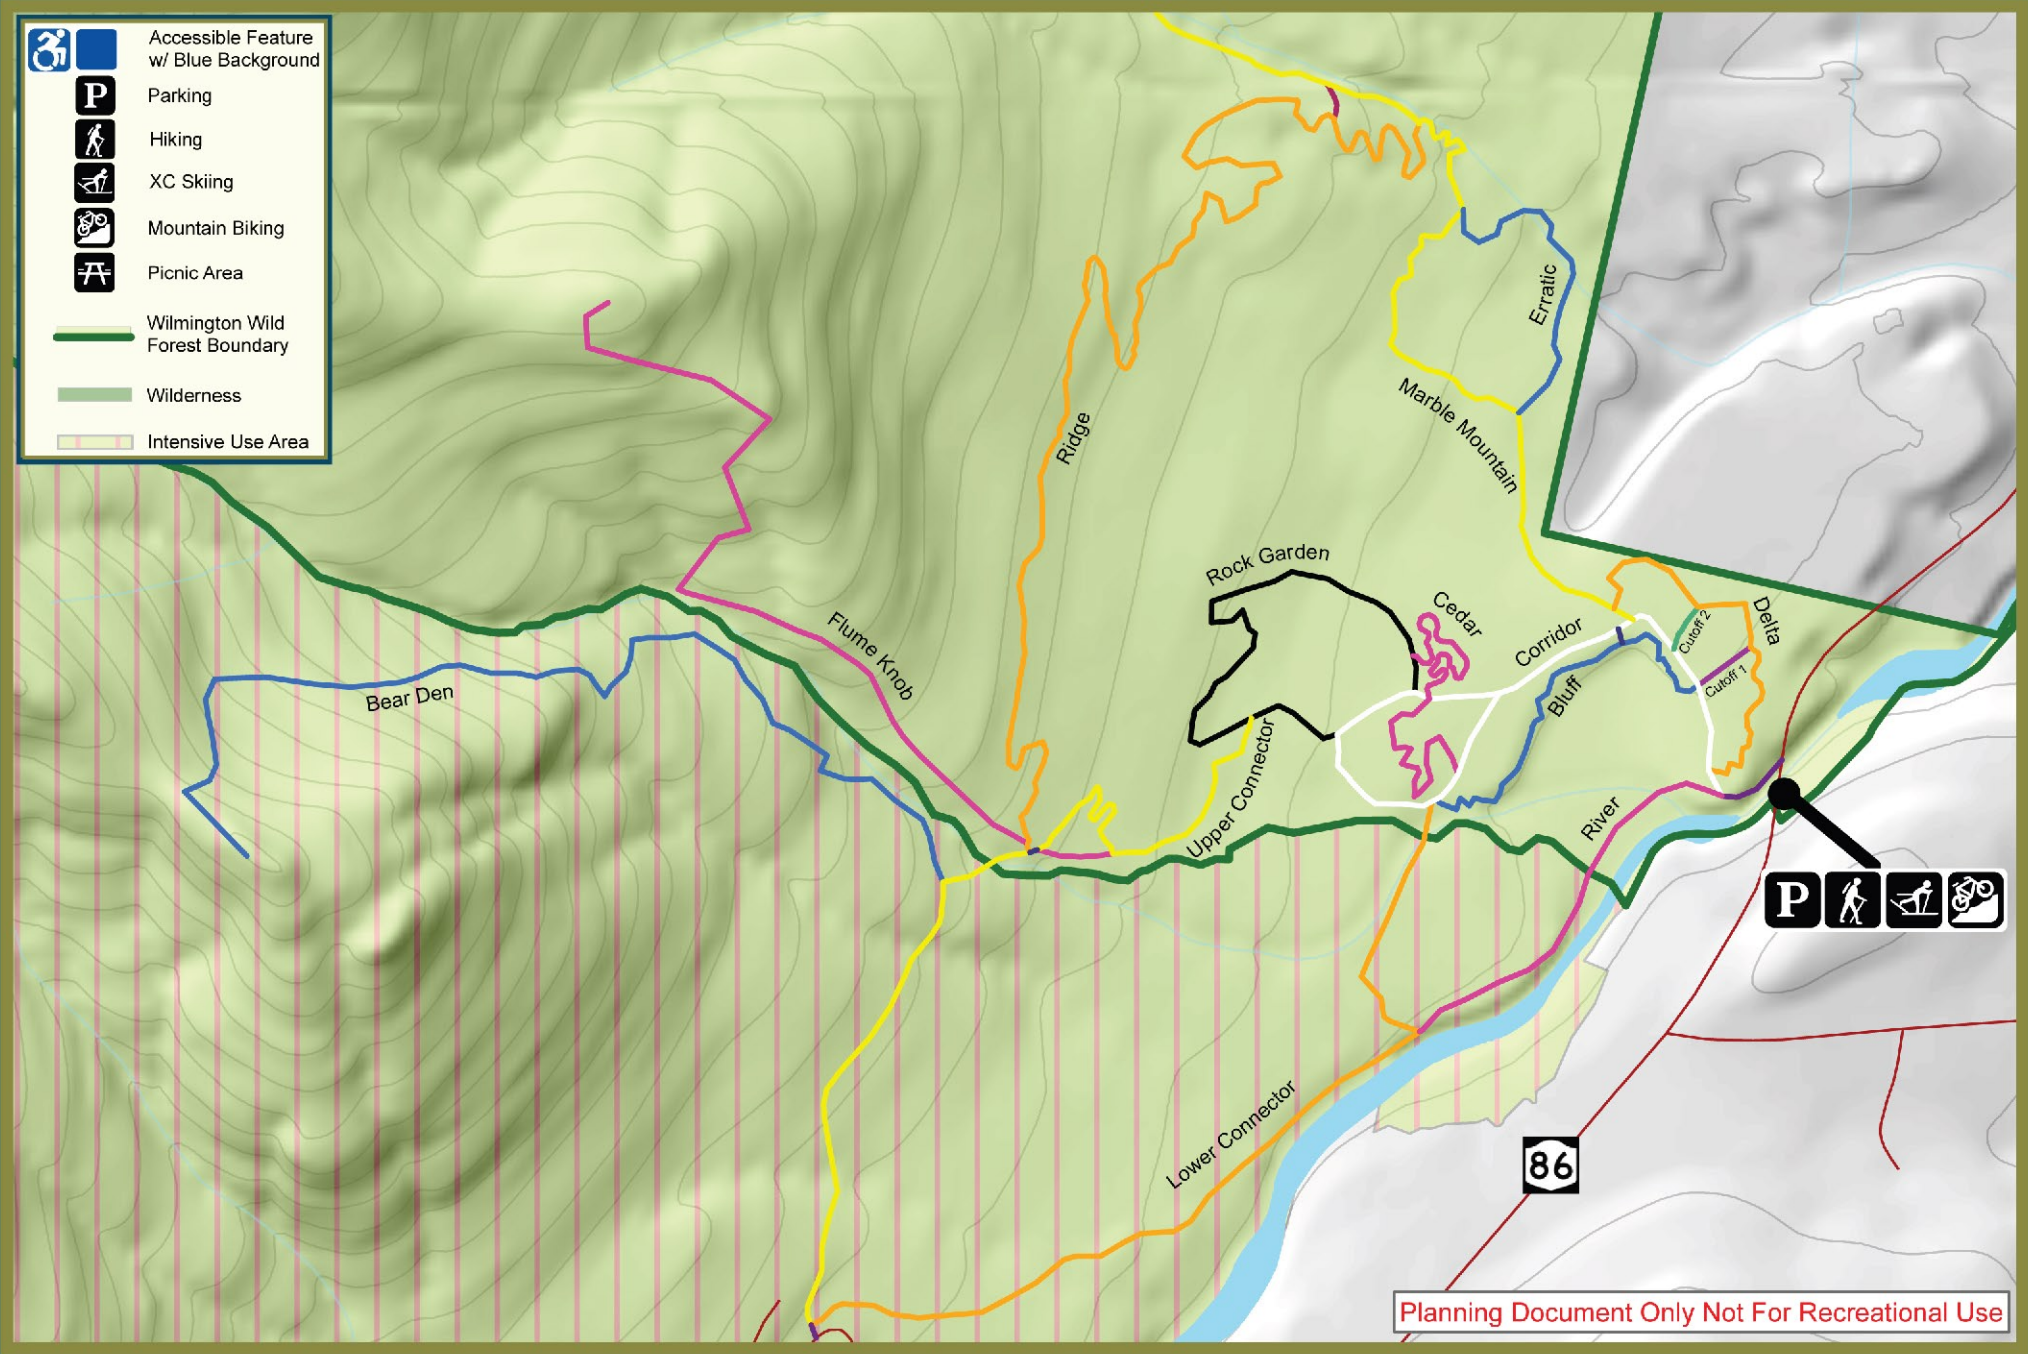 Accessible Feature
w/ Blue Background
P
Parking
Hiking
XC Skiing
Mountain Biking
Picnic Area
Wilmington Wild
Forest Boundary
Wilderness
Intensive Use Area
Erratic
Marble Mountain
Ridge
Rock Garden
Cedar
Corridor
Delta
Cutoff 2
Cutoff 1
Flume Knob
Bear Den
Bluff
Upper Connector
River
P
Lower Connector
86
Planning Document Only Not For Recreational Use